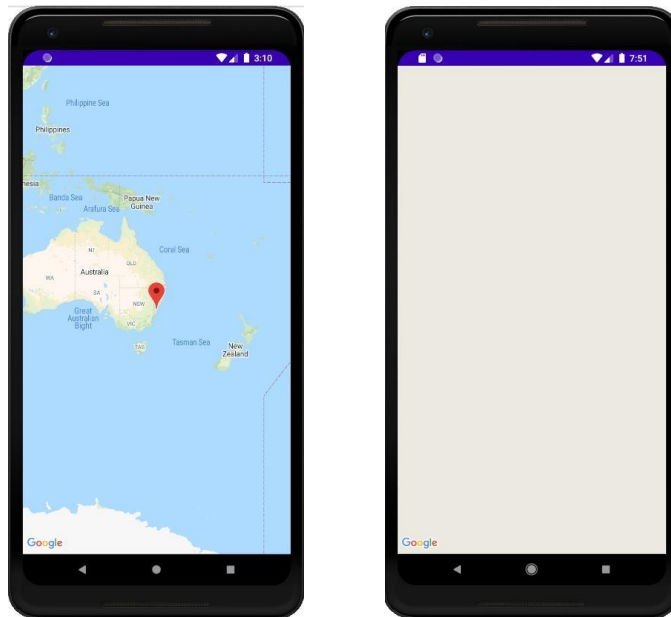 3:10
Philippine Sea
Philippines
nesia
Banda Sea
Arafura Sea
Papua New
Guinea
Coral Sea
NT
QLD
Australia
WA
SA
NSW
Great
Australian
Bight
VIC
TAS
Tasman Sea
New
Zealand
Google
7:51
Google